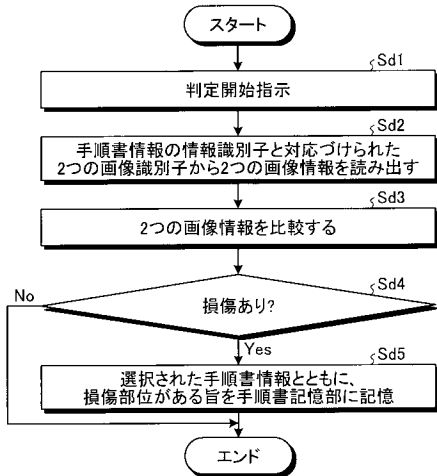 スタート
Sd1
判定開始指示
Sd2
手順書情報の情報識別子と対応づけられた
2つの画像識別子から2つの画像情報を読み出す
Sd3
2つの画像情報を比較する
Sd4
No
損傷あり?
Yes
Sd5
選択された手順書情報とともに、
損傷部位がある旨を手順書記憶部に記憶
エンド